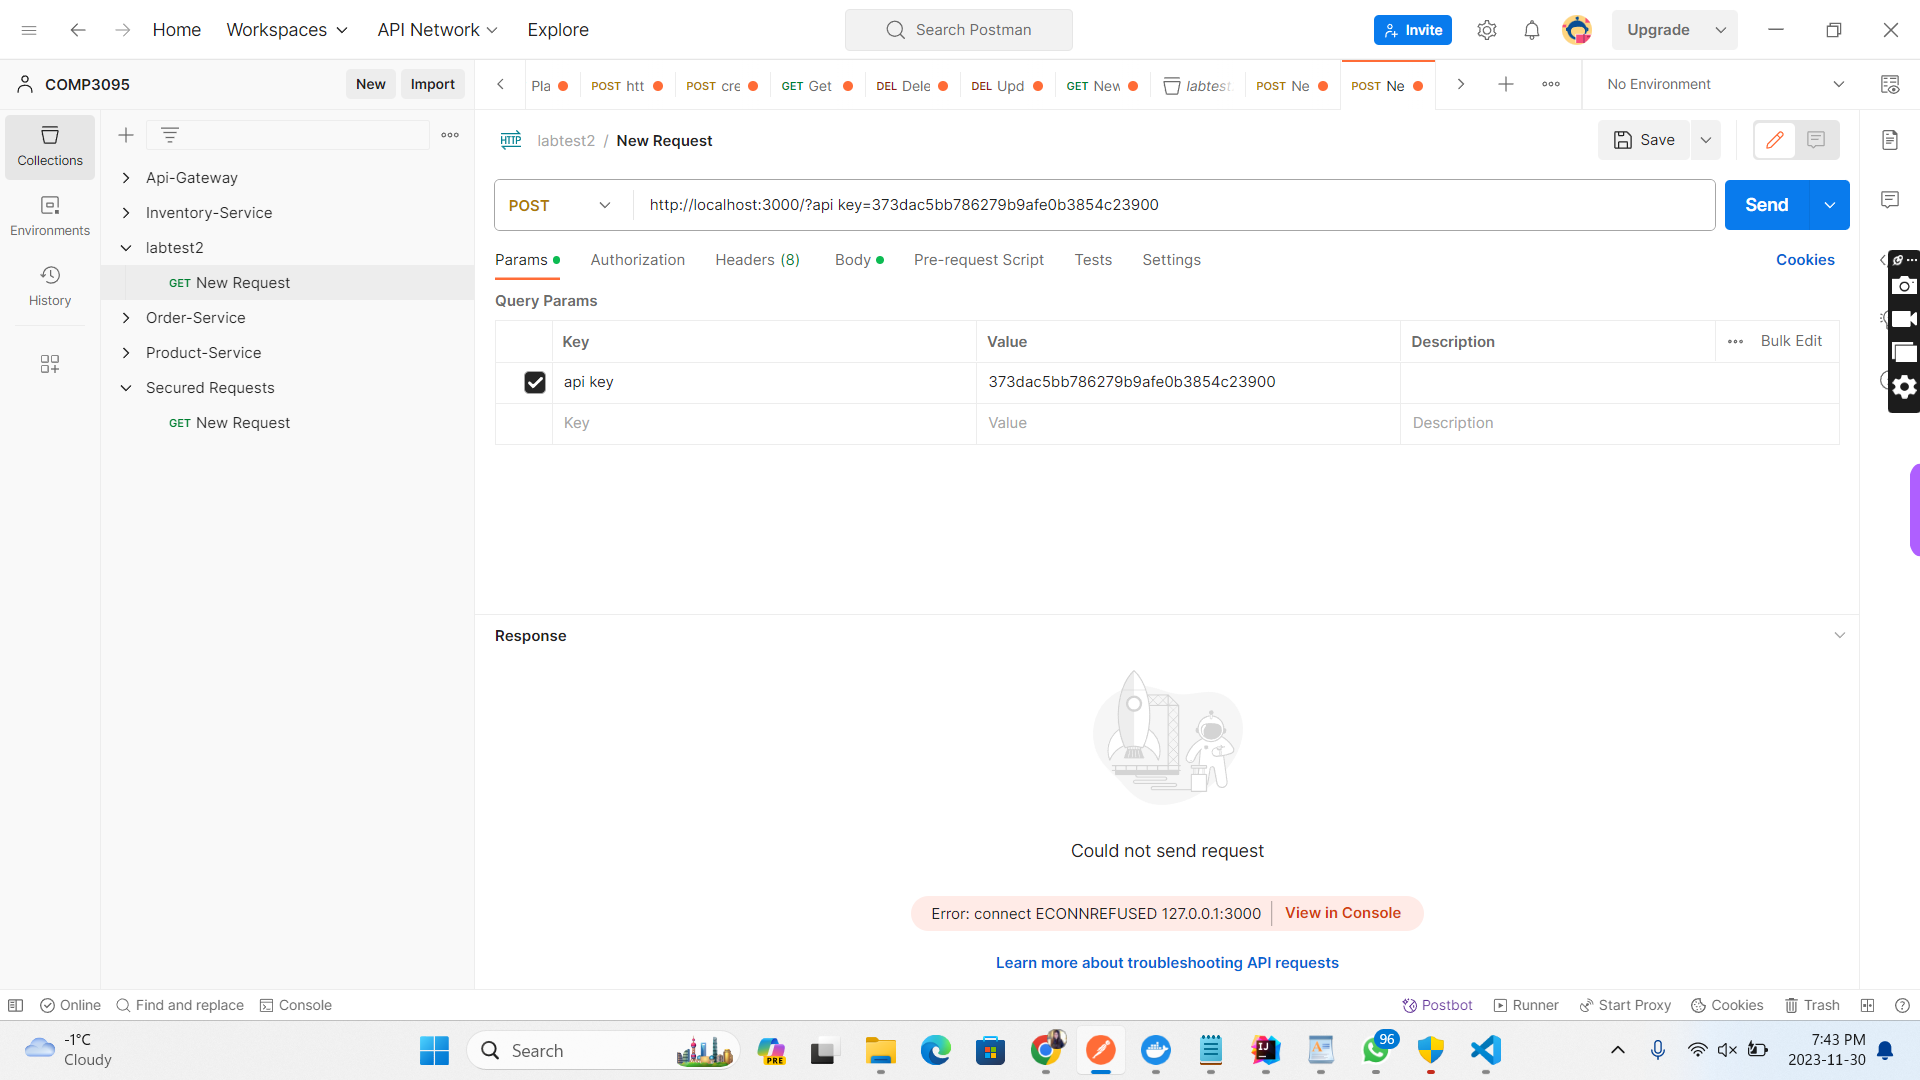 Home Workspaces API Network Explore Search Postman Invite Upgrade
COMP3095 New Import
Pla POST htt POST cre GET Get DEL Dele DEL Upd GET New labtest POST Ne POST Ne No Environment
Collections
Environments
History
Api-Gateway
Inventory-Service
labtest2
GET New Request
Order-Service
Product-Service
Secured Requests
GET New Request
HTTP labtest2 / New Request Save
POST http://localhost:3000/?api key=373dac5bb786279b9afe0b3854c23900 Send
Params Authorization Headers (8) Body Pre-request Script Tests Settings Cookies
Query Params
Key Value Description Bulk Edit
api key 373dac5bb786279b9afe0b3854c23900
Key Value Description
Response
Could not send request
Error: connect ECONNREFUSED 127.0.0.1:3000 View in Console
Learn more about troubleshooting API requests
Online Find and replace Console Postbot Runner Start Proxy Cookies Trash
-1°C
Cloudy
Search
PRE
IJ
96
7:43 PM
2023-11-30